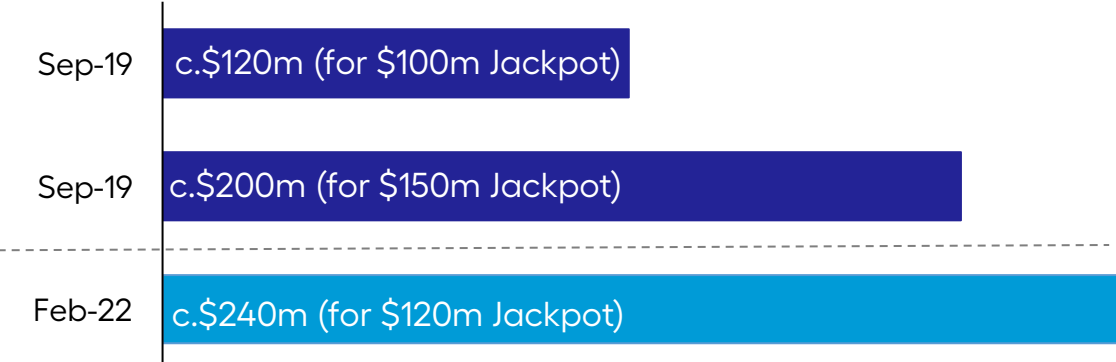 Sep-19 c.$120m (for $100m Jackpot)
Sep-19 c.$200m (for $150m Jackpot)
Feb-22 c.$240m (for $120m Jackpot)